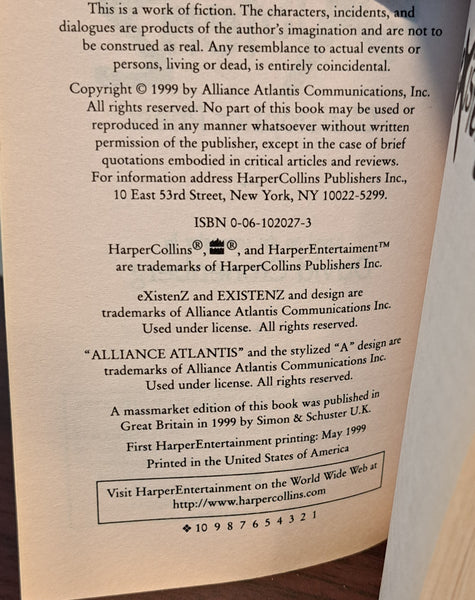 This is a work of fiction. The characters, incidents, and
dialogues are products of the author's imagination and are not to
be construed as real. Any resemblance to actual events or
persons, living or dead, is entirely coincidental.
Copyright © 1999 by Alliance Atlantis Communications, Inc.
All rights reserved. No part of this book may be used or
reproduced in any manner whatsoever without written
permission of the publisher, except in the case of brief
quotations embodied in critical articles and reviews.
For information address HarperCollins Publishers Inc.,
10 East 53rd Street, New York, NY 10022-5299.
ISBN 0-06-102027-3
HarperCollins®, ®, and HarperEntertaiment™
are trademarks of HarperCollins Publishers Inc.
eXistenZ and EXISTENZ and design are
trademarks of Alliance Atlantis Communications Inc.
Used under license. All rights reserved.
"ALLIANCE ATLANTIS" and the stylized "A" design are
trademarks of Alliance Atlantis Communications Inc.
Used under license. All rights reserved.
A massmarket edition of this book was published in
Great Britain in 1999 by Simon & Schuster U.K.
First HarperEntertainment printing: May 1999
Printed in the United States of America
Visit HarperEntertainment on the World Wide Web at
http://www.harpercollins.com
❖ 10 9 8 7 6 5 4 3 2 1